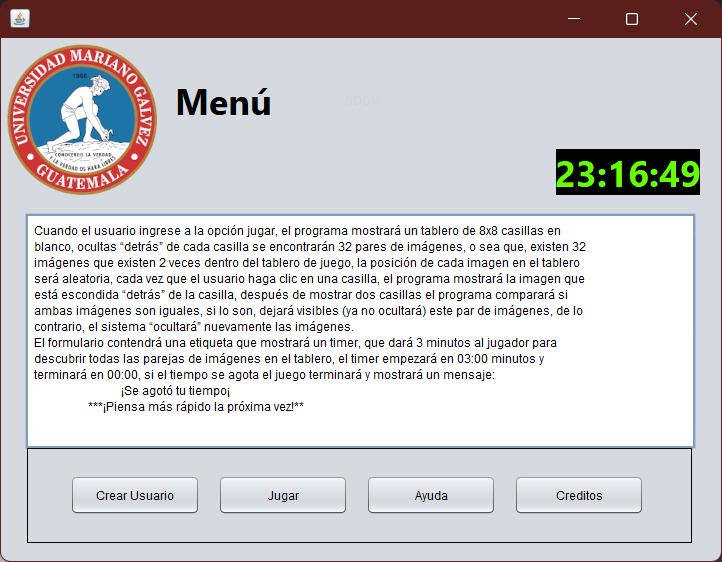 UNIVERSIDAD MARIANO GALVEZ
1966
CONOCEREIS LA VERDAD
Y LA VERDAD OS HARA LIBRES
GUATEMALA
Menú
23:16:49
Cuando el usuario ingrese a la opción jugar, el programa mostrará un tablero de 8x8 casillas en
blanco, ocultas “detrás” de cada casilla se encontrarán 32 pares de imágenes, o sea que, existen 32
imágenes que existen 2 veces dentro del tablero de juego, la posición de cada imagen en el tablero
será aleatoria, cada vez que el usuario haga clic en una casilla, el programa mostrará la imagen que
está escondida “detrás” de la casilla, después de mostrar dos casillas el programa comparará si
ambas imágenes son iguales, si lo son, dejará visibles (ya no ocultará) este par de imágenes, de lo
contrario, el sistema “ocultará” nuevamente las imágenes.
El formulario contendrá una etiqueta que mostrará un timer, que dará 3 minutos al jugador para
descubrir todas las parejas de imágenes en el tablero, el timer empezará en 03:00 minutos y
terminará en 00:00, si el tiempo se agota el juego terminará y mostrará un mensaje:
¡Se agotó tu tiempo¡
***¡Piensa más rápido la próxima vez!**
Crear Usuario
Jugar
Ayuda
Creditos